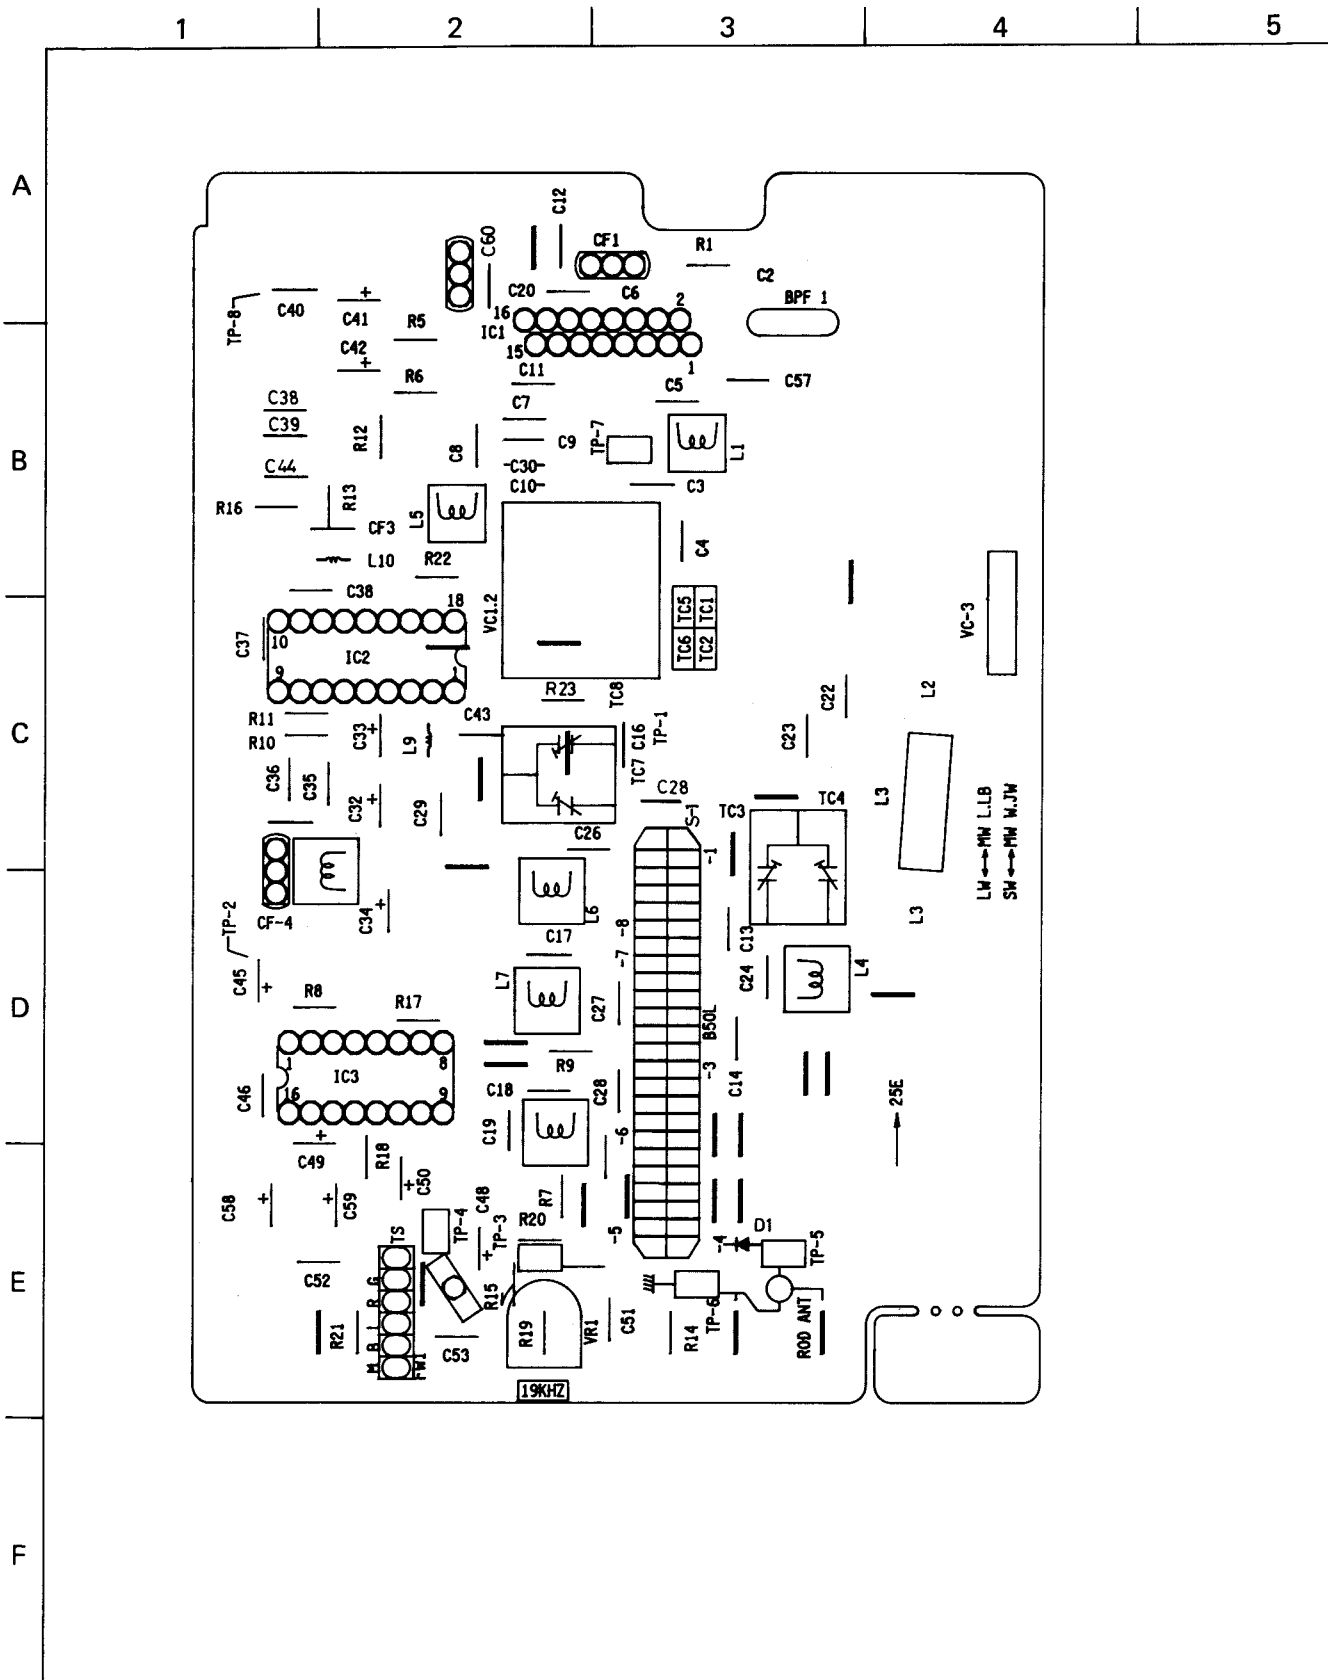 1 2 3 4 5
A
B
C
D
E
F
C12
C60
CF1
R1
C2
C20
C6
2
BPF 1
TP-8
C40
+
C41
R5
16
IC1
15
1
C42
+
R6
C11
C5
C57
C38
C39
C7
R12
C8
C9
TP-7
L1
C44
C30
C10
C3
R16
R13
L5
CF3
C4
L10
R22
C38
18
VC1.2
TC5 TC1
TC6 TC2
VC-3
C37
10
IC2
9
1
R23
TC8
C22
L2
R11
R10
C33
+
L9
C43
C16
TP-1
C23
C36
C35
TC7
C32
+
C29
C28
S-1
TC3
TC4
L3
LW MW L.LB
SW MW W.JW
C26
-1
CF-4
C34
+
L6
-8
C13
L3
TP-2
C17
-7
C45
+
L7
C24
L4
R8
R17
C27
B50L
1
8
IC3
16
9
R9
-3
C46
C18
C28
C14
25E
C19
-6
+
C49
R18
C50
+
C58
+
C59
+
C48
R7
TS
TP-4
TP-3
+
R20
-5
-4
D1
TP-5
C52
G
R
L
B
M
FW1
R15
R21
C53
R19
VR1
C51
R14
TP-6
ROD ANT
19KHZ